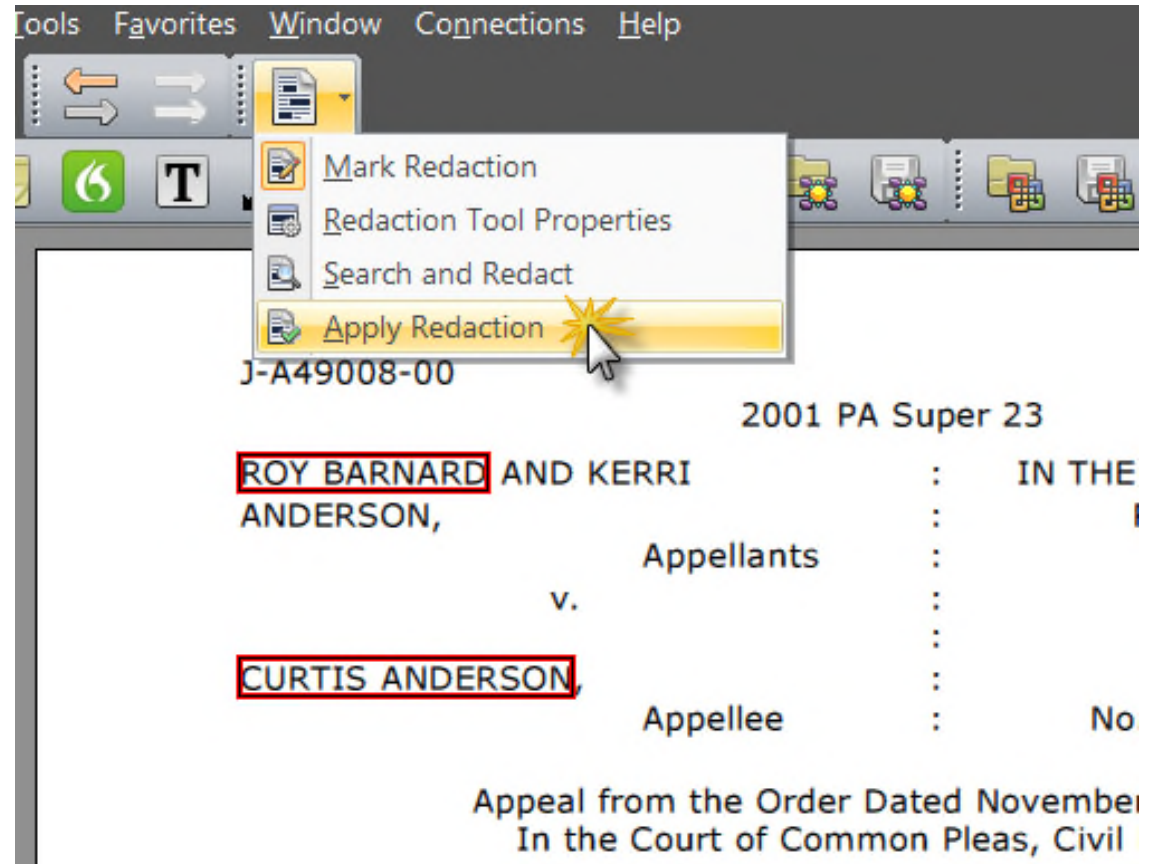 Tools Favorites Window Connections Help
T
Mark Redaction
Redaction Tool Properties
Search and Redact
Apply Redaction
J-A49008-00
2001 PA Super 23
ROY BARNARD AND KERRI : IN THE
ANDERSON, :
Appellants :
v. :
:
CURTIS ANDERSON, :
Appellee : No.
Appeal from the Order Dated November
In the Court of Common Pleas, Civil